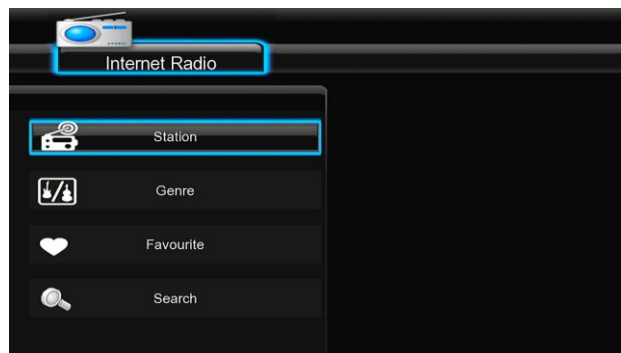 Internet Radio
Station
Genre
Favourite
Search